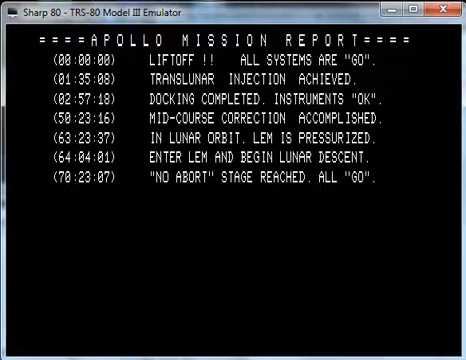 Sharp 80 - TRS-80 Model III Emulator
====APOLLO MISSION REPORT====
(00:00:00) LIFTOFF !! ALL SYSTEMS ARE "GO".
(01:35:08) TRANSLUNAR INJECTION ACHIEVED.
(02:57:18) DOCKING COMPLETED. INSTRUMENTS "OK".
(50:23:16) MID-COURSE CORRECTION ACCOMPLISHED.
(63:23:37) IN LUNAR ORBIT. LEM IS PRESSURIZED.
(64:04:01) ENTER LEM AND BEGIN LUNAR DESCENT.
(70:23:07) "NO ABORT" STAGE REACHED. ALL "GO".